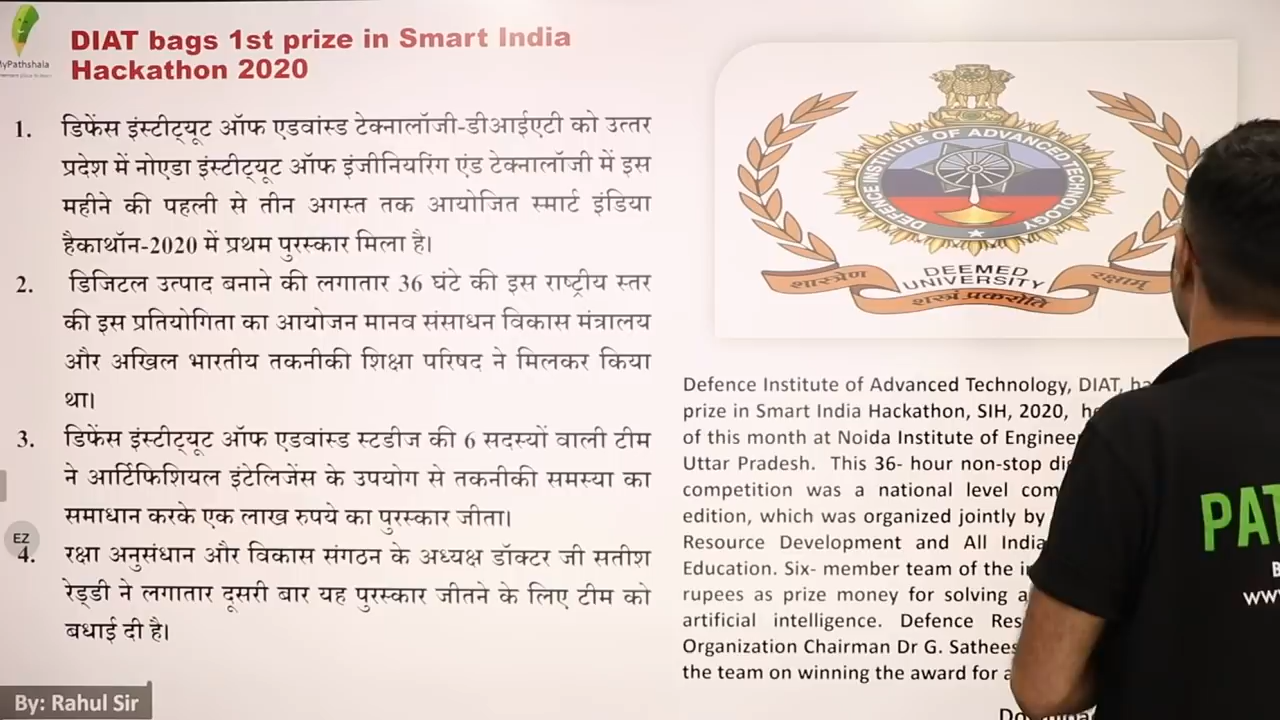 MyPathshala
DIAT bags 1st prize in Smart India
Hackathon 2020
1. डिफेंस इंस्टीट्यूट ऑफ एडवांस्ड टेक्नालॉजी-डीआईएटी को उत्तर
प्रदेश में नोएडा इंस्टीट्यूट ऑफ इंजीनियरिंग एंड टेक्नालॉजी में इस
महीने की पहली से तीन अगस्त तक आयोजित स्मार्ट इंडिया
हैकाथॉन-2020 में प्रथम पुरस्कार मिला है।
2. डिजिटल उत्पाद बनाने की लगातार 36 घंटे की इस राष्ट्रीय स्तर
की इस प्रतियोगिता का आयोजन मानव संसाधन विकास मंत्रालय
और अखिल भारतीय तकनीकी शिक्षा परिषद ने मिलकर किया
था।
3. डिफेंस इंस्टीट्यूट ऑफ एडवांस्ड स्टडीज की 6 सदस्यों वाली टीम
ने आर्टिफिशियल इंटेलिजेंस के उपयोग से तकनीकी समस्या का
समाधान करके एक लाख रुपये का पुरस्कार जीता।
EZ
4. रक्षा अनुसंधान और विकास संगठन के अध्यक्ष डॉक्टर जी सतीश
रेड्डी ने लगातार दूसरी बार यह पुरस्कार जीतने के लिए टीम को
बधाई दी है।
By: Rahul Sir
DEFENCE INSTITUTE OF ADVANCED TECHNOLOGY
DEEMED
UNIVERSITY
शास्त्रेण शस्त्रं प्रकरोति रक्षाम्
Defence Institute of Advanced Technology, DIAT,
prize in Smart India Hackathon, SIH, 2020,
of this month at Noida Institute of
Uttar Pradesh. This 36- hour non-stop
competition was a national level
edition, which was organized jointly by
Resource Development and All India
Education. Six- member team of the
rupees as prize money for solving a
artificial intelligence. Defence
Organization Chairman Dr G.
the team on winning the award for
PAT
WWW